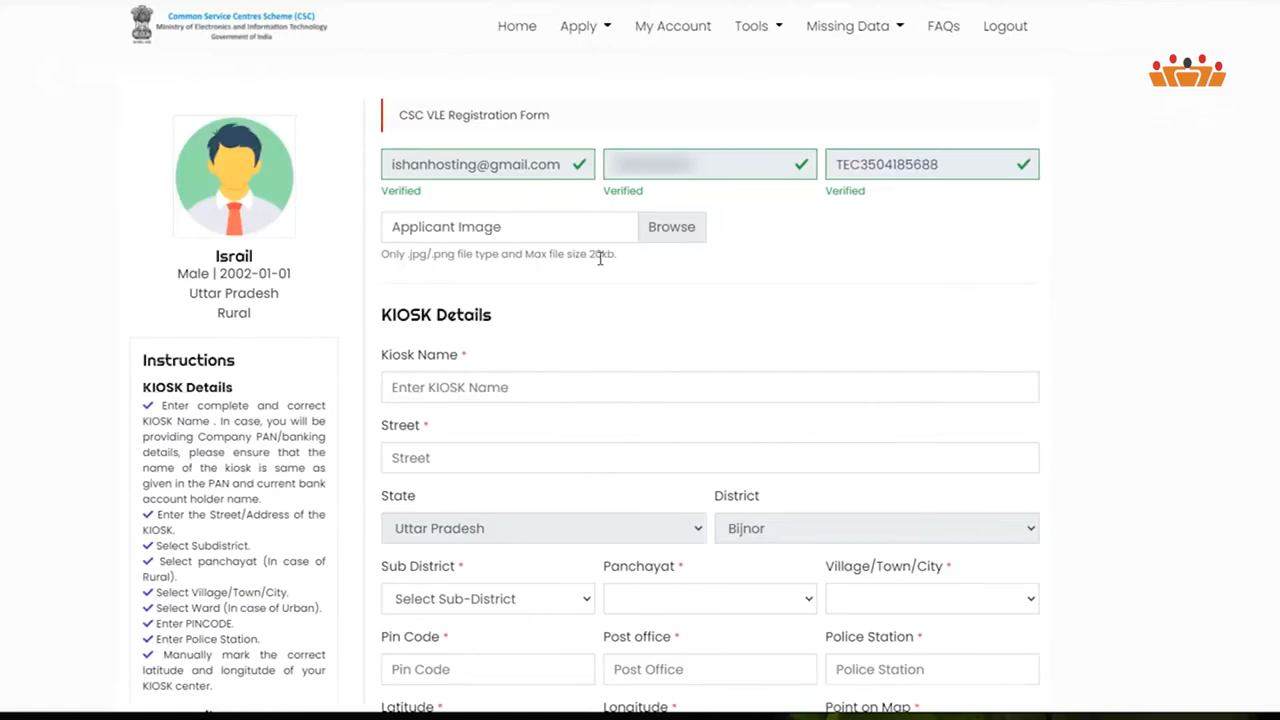 Common Service Centres Scheme (CSC)
Ministry of Electronics and Information Technology
Government of India
Home Apply My Account Tools Missing Data FAQs Logout
CSC VLE Registration Form
ishanhosting@gmail.com TEC3504185688
Verified Verified Verified
Applicant Image Browse
Only .jpg/.png file type and Max file size
Israil
Male | 2002-01-01
Uttar Pradesh
Rural
KIOSK Details
Kiosk Name *
Enter KIOSK Name
Street *
Street
State District
Uttar Pradesh Bijnor
Sub District * Panchayat * Village/Town/City *
Select Sub-District
Pin Code * Post office * Police Station *
Pin Code Post Office Police Station
Latitude * Longitude * Point on Map *
Instructions
KIOSK Details
Enter complete and correct
KIOSK Name . In case, you will be
providing Company PAN/banking
details, please ensure that the
name of the kiosk is same as
given in the PAN and current bank
account holder name.
Enter the Street/Address of the
KIOSK.
Select Subdistrict.
Select panchayat (In case of
Rural).
Select Village/Town/City.
Select Ward (In case of Urban).
Enter PINCODE.
Enter Police Station.
Manually mark the correct
latitude and longitutde of your
KIOSK center.